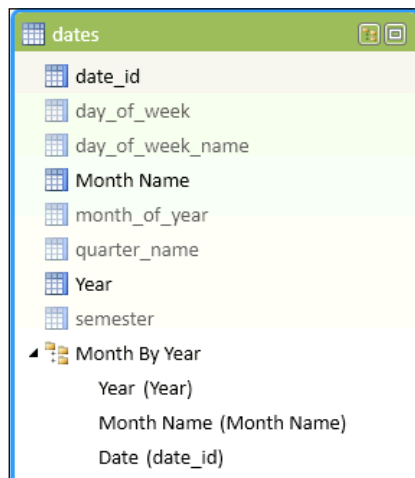 dates
date_id
day_of_week
day_of_week_name
Month Name
month_of_year
quarter_name
Year
semester
Month By Year
Year (Year)
Month Name (Month Name)
Date (date_id)